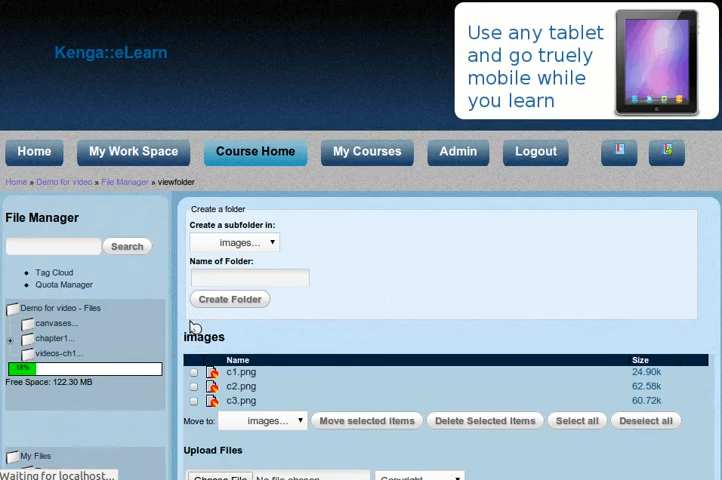 Kenga::eLearn
Use any tablet
and go truely
mobile while
you learn
Home
My Work Space
Course Home
My Courses
Admin
Logout
Home » Demo for video » File Manager » viewfolder
File Manager
Search
Tag Cloud
Quota Manager
Demo for video - Files
canvases...
chapter1...
videos-ch1...
18%
Free Space: 122.30 MB
My Files
Waiting for localhost...
Create a folder
Create a subfolder in:
images...
Name of Folder:
Create Folder
images
Name Size
c1.png 24.90k
c2.png 62.58k
c3.png 60.72k
Move to: images... Move selected items Delete Selected Items Select all Deselect all
Upload Files
Choose File No file chosen Copyright